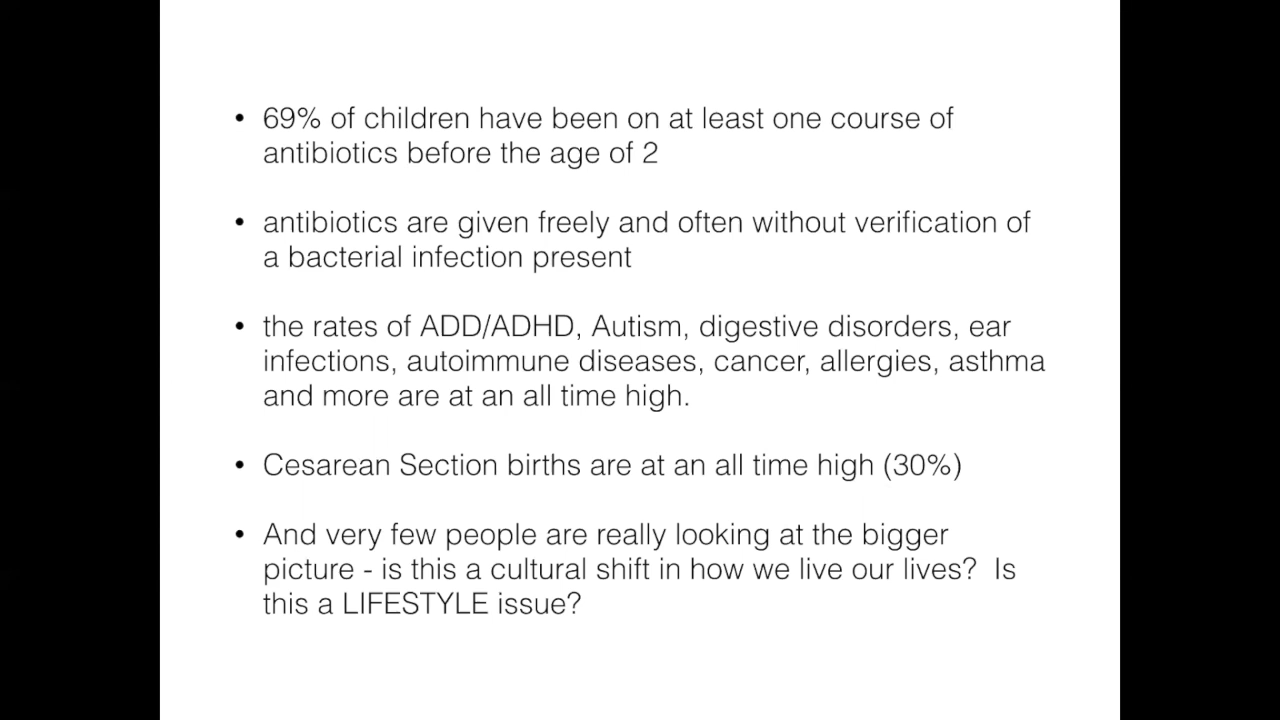 • 69% of children have been on at least one course of
antibiotics before the age of 2
• antibiotics are given freely and often without verification of
a bacterial infection present
• the rates of ADD/ADHD, Autism, digestive disorders, ear
infections, autoimmune diseases, cancer, allergies, asthma
and more are at an all time high.
• Cesarean Section births are at an all time high (30%)
• And very few people are really looking at the bigger
picture - is this a cultural shift in how we live our lives?  Is
this a LIFESTYLE issue?